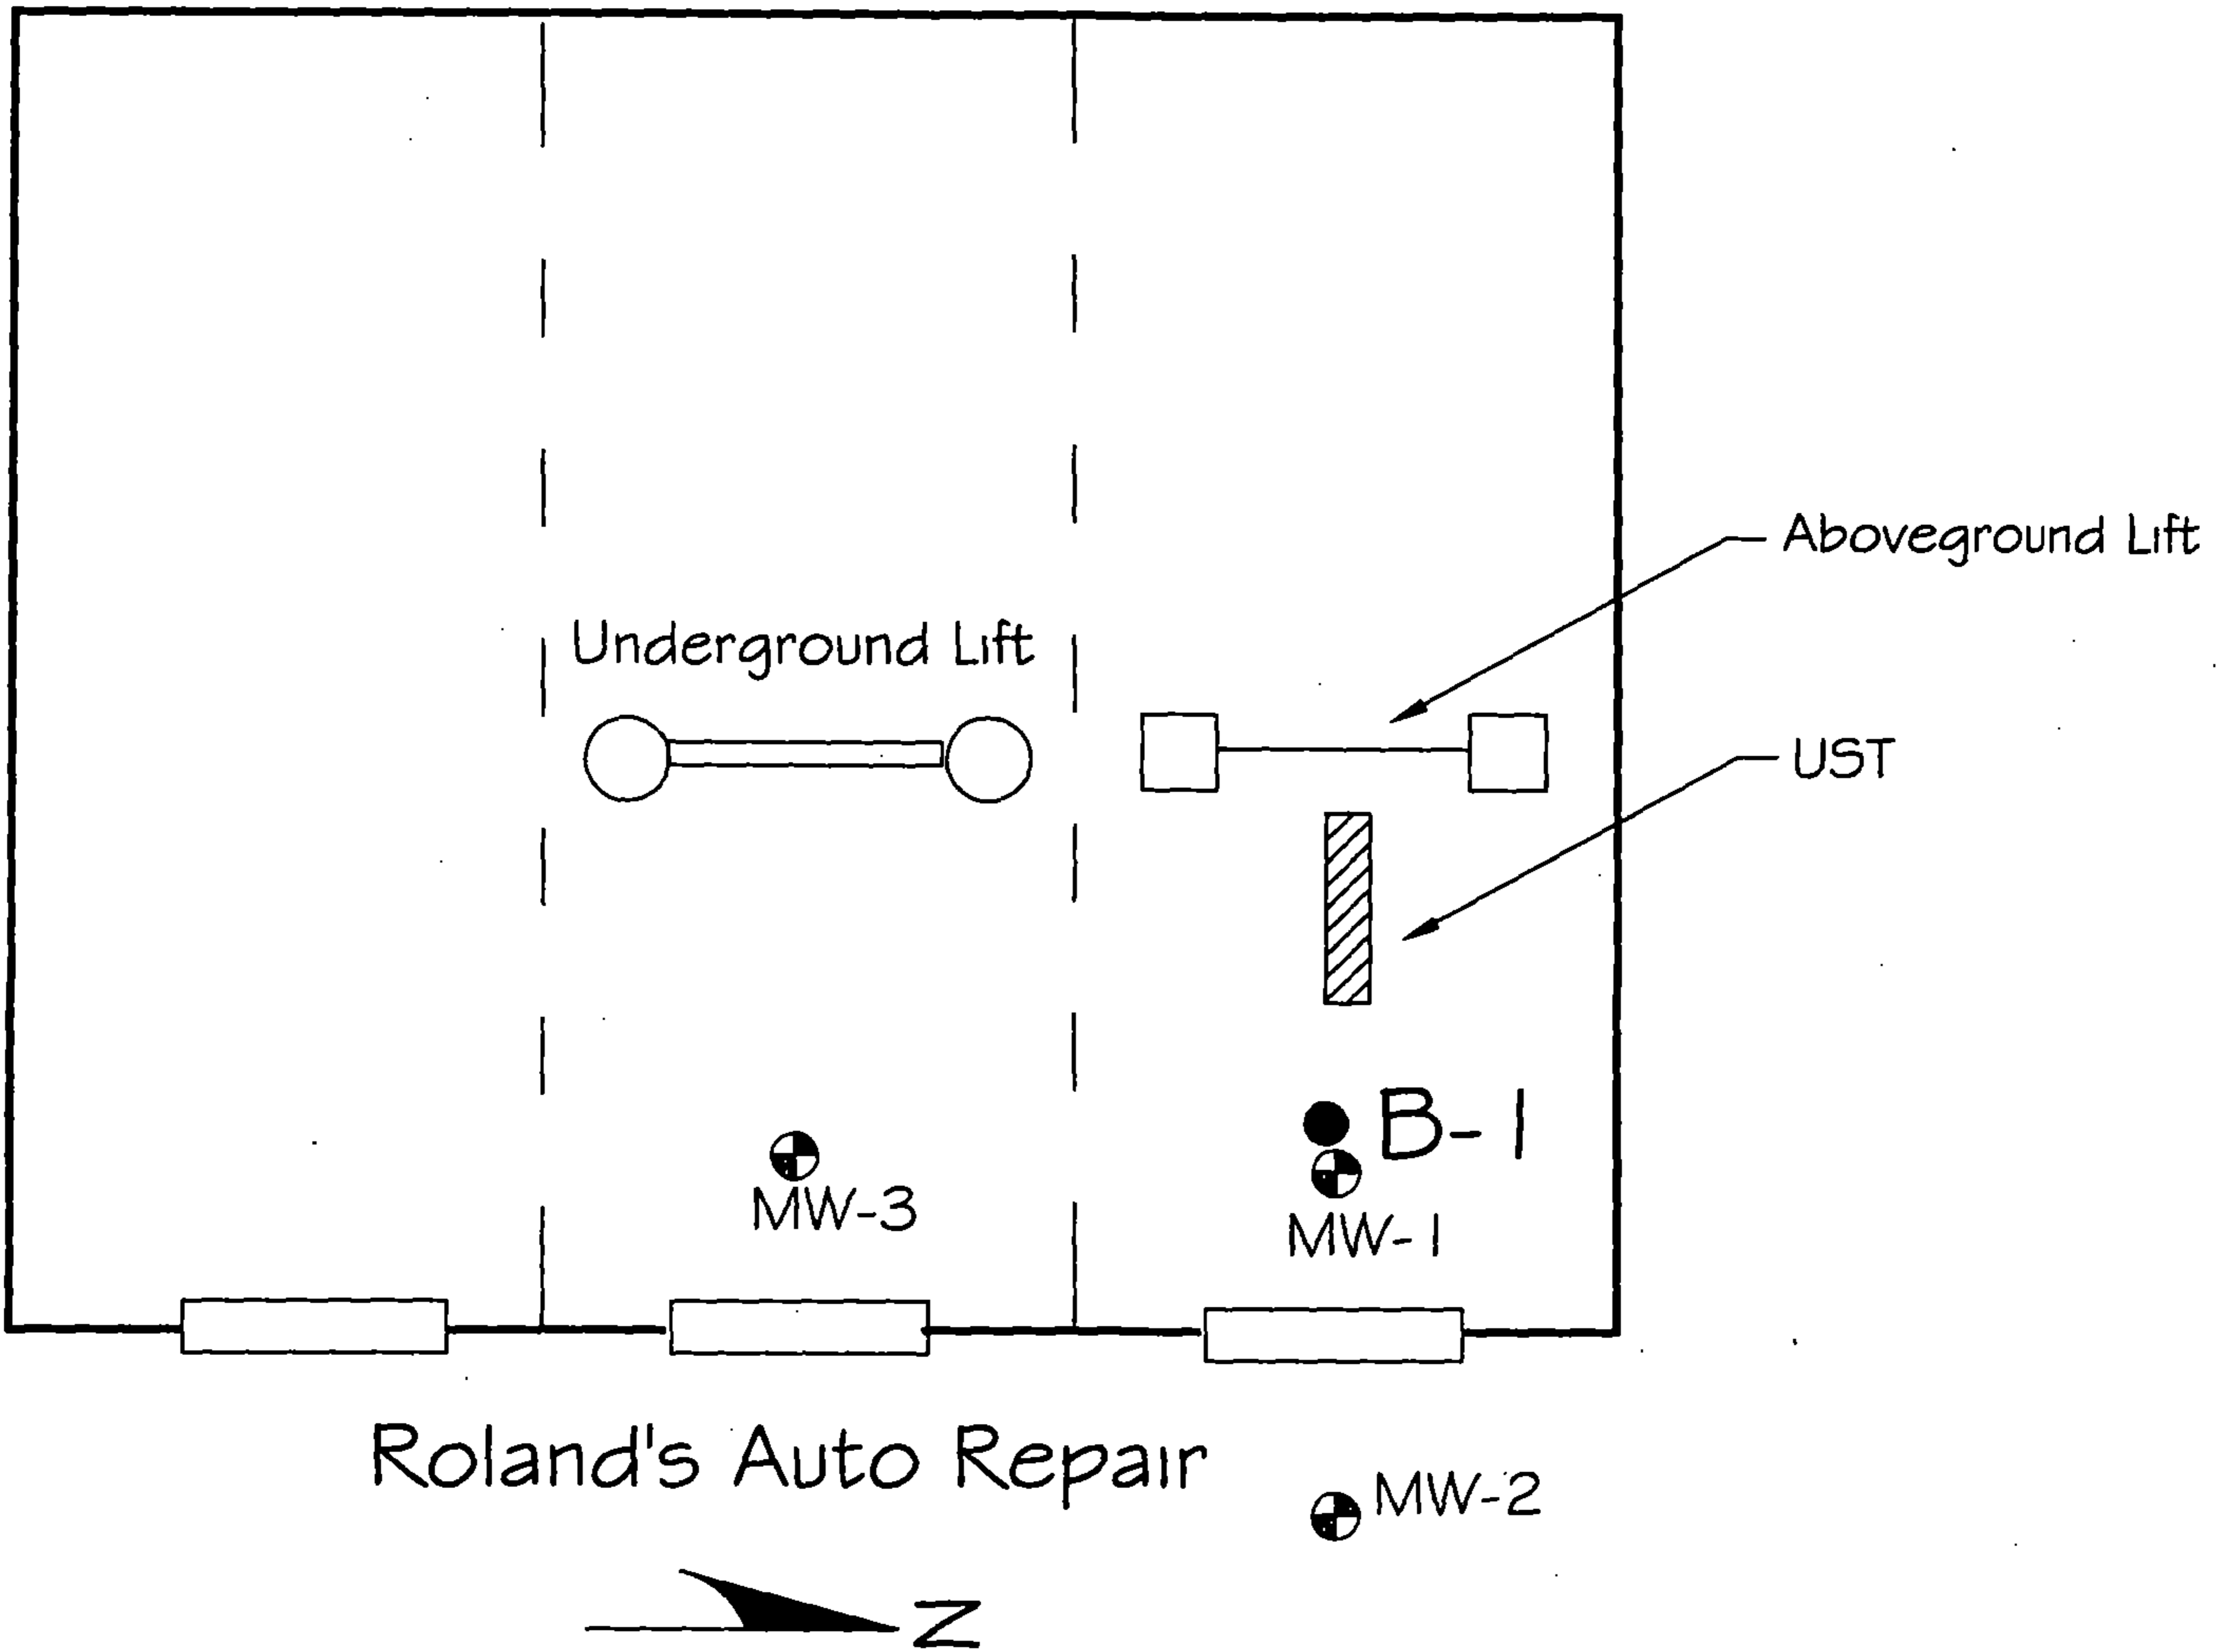 Aboveground Lift
Underground Lift
UST
B-1
MW-3
MW-1
Roland's Auto Repair
MW-2
N